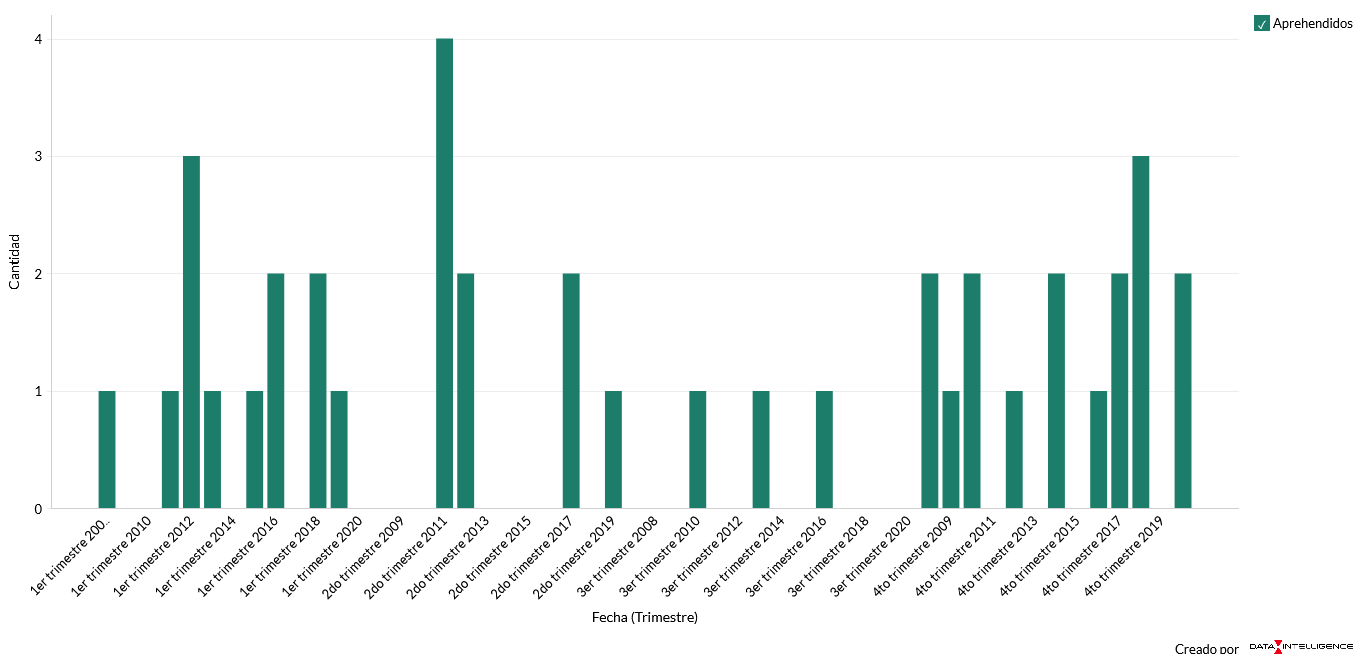 Aprehendidos
4
3
2
1
0
Cantidad
1er trimestre 200..
1er trimestre 2010
1er trimestre 2012
1er trimestre 2014
1er trimestre 2016
1er trimestre 2018
1er trimestre 2020
2do trimestre 2009
2do trimestre 2011
2do trimestre 2013
2do trimestre 2015
2do trimestre 2017
2do trimestre 2019
3er trimestre 2008
3er trimestre 2010
3er trimestre 2012
3er trimestre 2014
3er trimestre 2016
3er trimestre 2018
3er trimestre 2020
4to trimestre 2009
4to trimestre 2011
4to trimestre 2013
4to trimestre 2015
4to trimestre 2017
4to trimestre 2019
Fecha (Trimestre)
Creado por DATA INTELLIGENCE